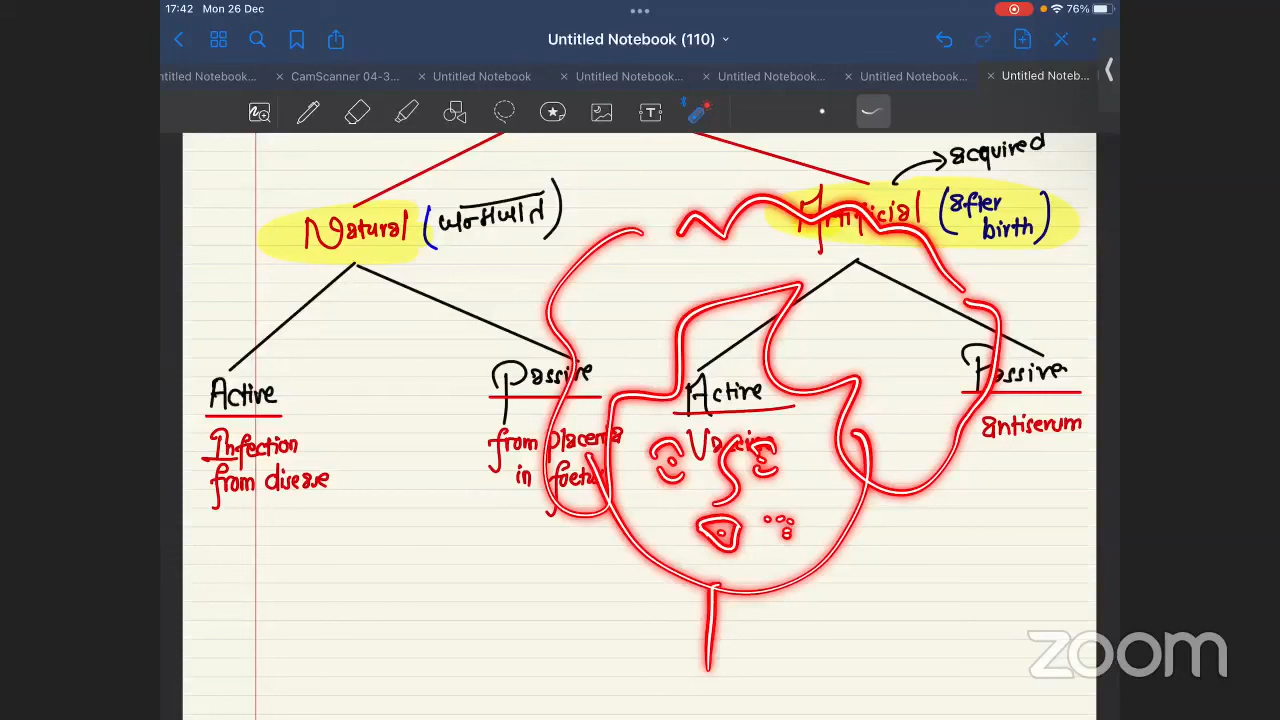 17:42 Mon 26 Dec
76%
Untitled Notebook (110)
ntitled Notebook...
CamScanner 04-3...
Untitled Notebook
Untitled Notebook...
Untitled Notebook...
Untitled Notebook...
Untitled Noteb...
acquired
Natural
Artificial (after
birth)
Active
Passive
Active
Passive
Infection
from disease
from placenta
in foetus
Vaccine
antiserum
zoom